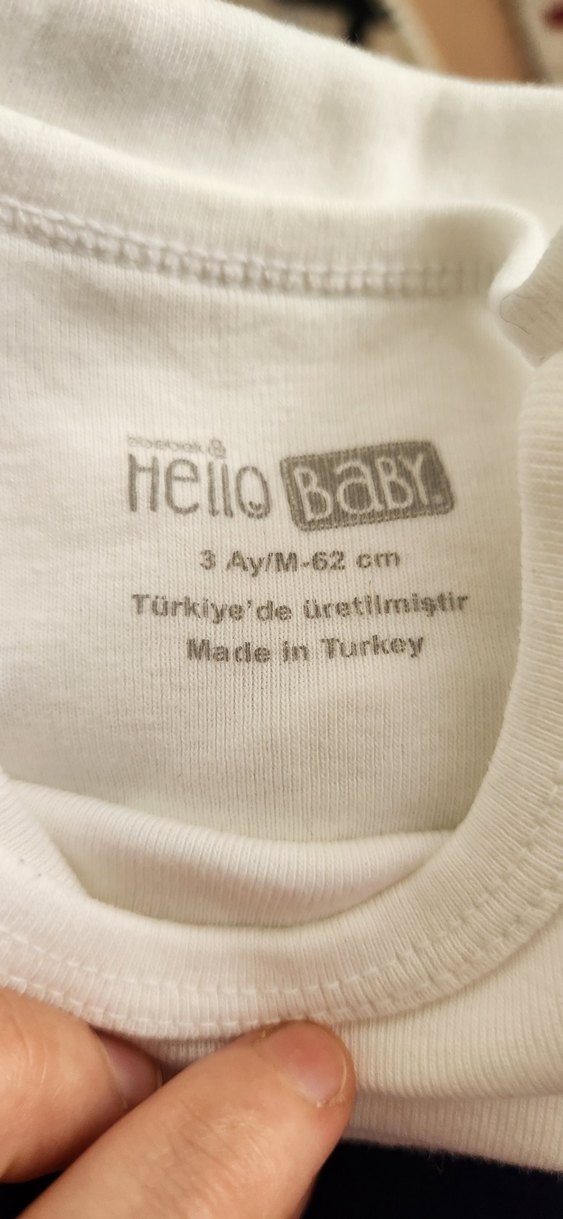 Hello BaBY
3 Ay/M-62 cm
Türkiye'de üretilmiştir
Made in Turkey